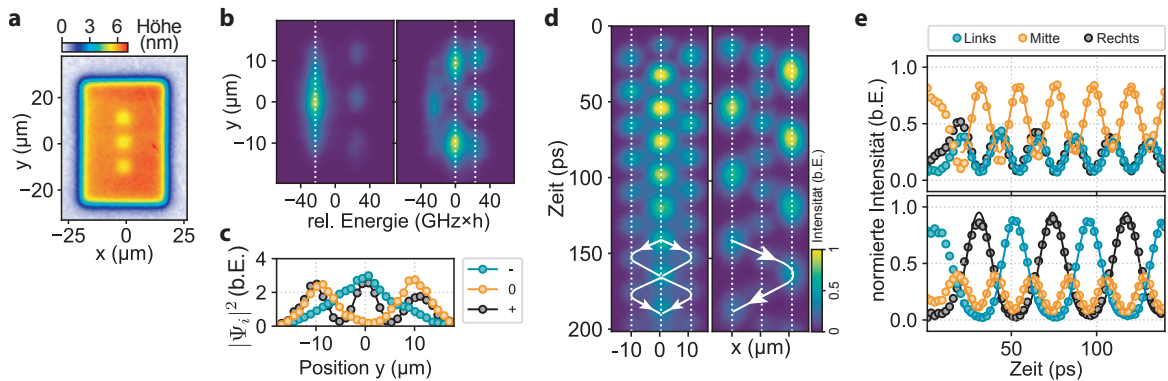 a
0 3 6 Höhe
(nm)
20
0
−20
y (µm)
−25 0 25
x (µm)
b
10
0
−10
y (µm)
−40 0 40 −40 0 40
rel. Energie (GHz×h)
c
4
2
0
|Ψi|² (b.E.)
−10 0 10
Position y (µm)
-
0
+
d
0
50
100
150
200
Zeit (ps)
-10 0 11
x (µm)
Intensität (b.E.)
1
0.5
0
e
Links Mitte Rechts
1.0
0.5
0.0
1.0
0.5
0.0
normierte Intensität (b.E.)
50 100
Zeit (ps)